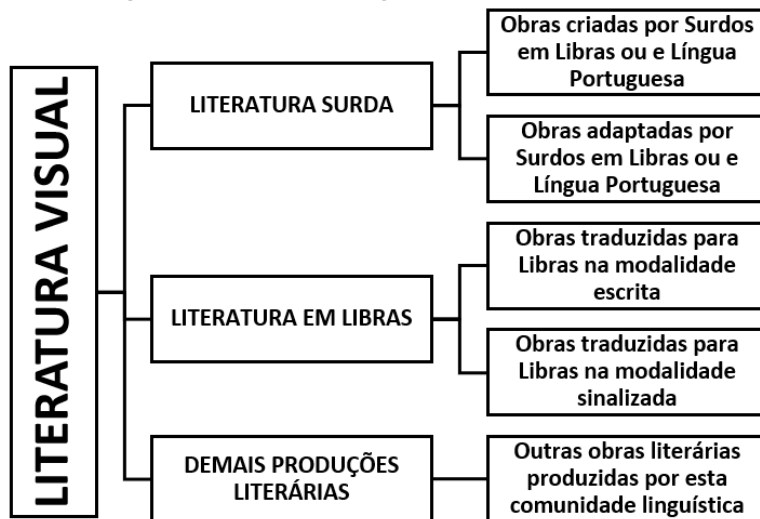 LITERATURA VISUAL
LITERATURA SURDA
Obras criadas por Surdos
em Libras ou e Língua
Portuguesa
Obras adaptadas por
Surdos em Libras ou e
Língua Portuguesa
LITERATURA EM LIBRAS
Obras traduzidas para
Libras na modalidade
escrita
Obras traduzidas para
Libras na modalidade
sinalizada
DEMAIS PRODUÇÕES
LITERÁRIAS
Outras obras literárias
produzidas por esta
comunidade linguística